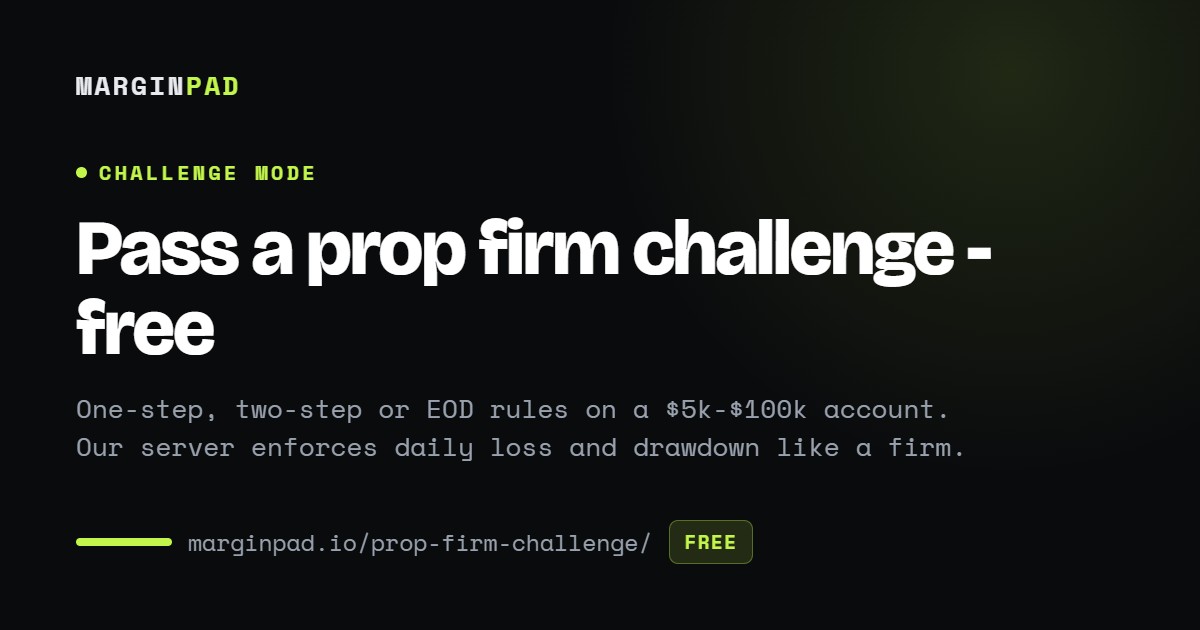 MARGINPAD
CHALLENGE MODE
Pass a prop firm challenge -
free
One-step, two-step or EOD rules on a $5k-$100k account.
Our server enforces daily loss and drawdown like a firm.
marginpad.io/prop-firm-challenge/ FREE